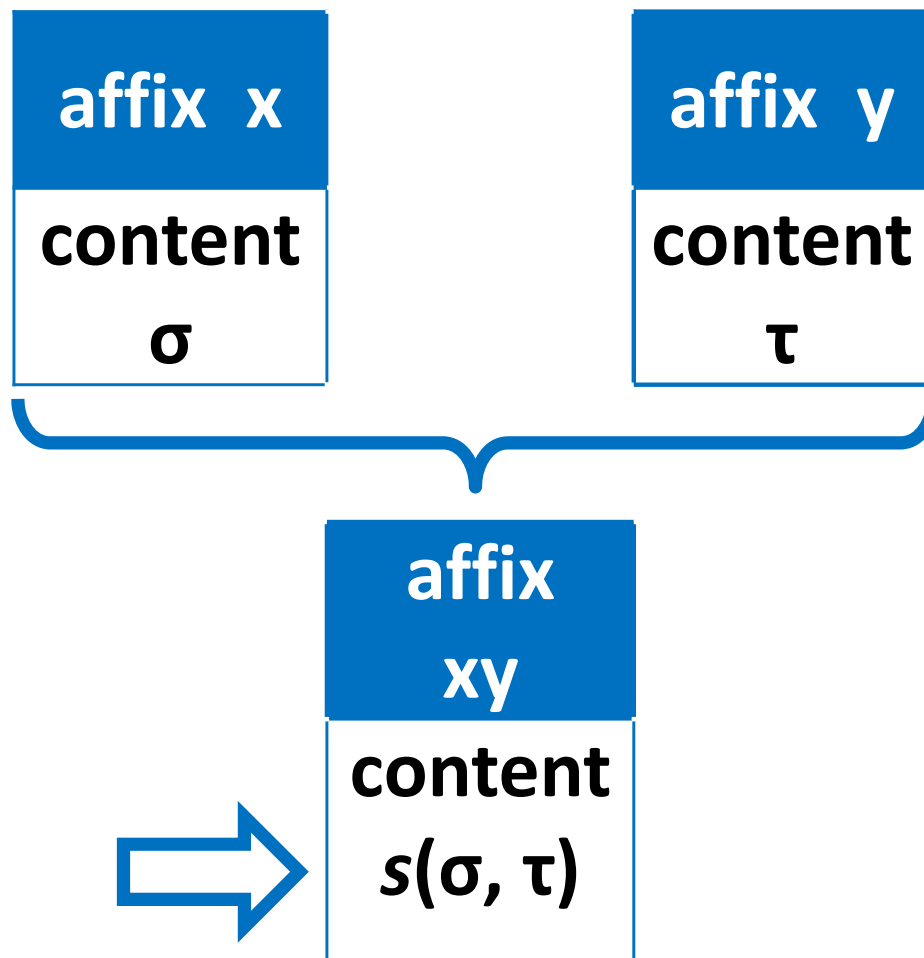 affix x
content
σ
affix y
content
τ
affix
xy
content
s(σ, τ)